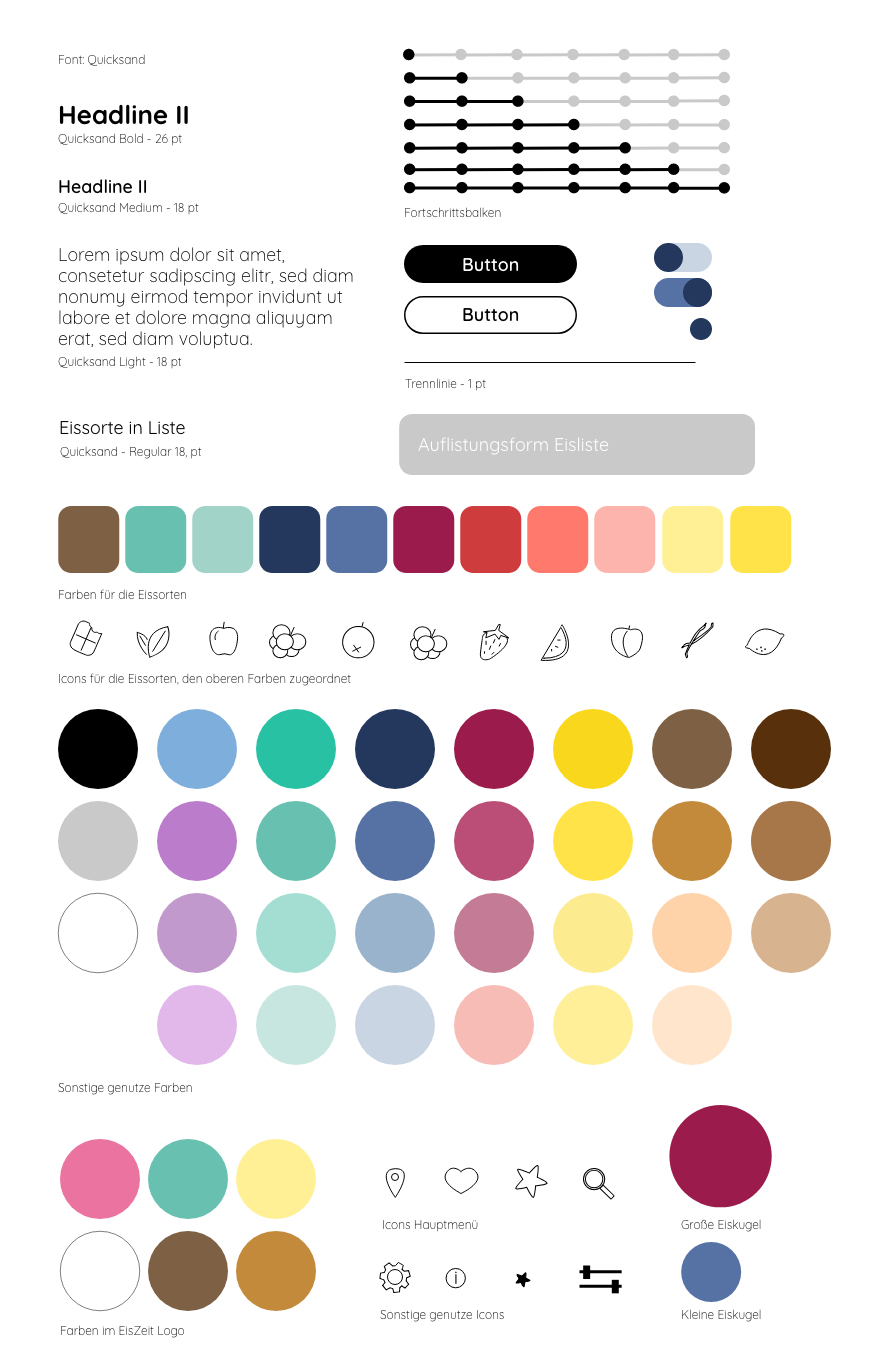 Font: Quicksand
Headline II
Quicksand Bold - 26 pt
Headline II
Quicksand Medium - 18 pt
Lorem ipsum dolor sit amet,
consetetur sadipscing elitr, sed diam
nonumy eirmod tempor invidunt ut
labore et dolore magna aliquyam
erat, sed diam voluptua.
Quicksand Light - 18 pt
Eissorte in Liste
Quicksand - Regular 18, pt
Fortschrittsbalken
Button
Button
Trennlinie - 1 pt
Auflistungsform Eisliste
Farben für die Eissorten
Icons für die Eissorten, den oberen Farben zugeordnet
Sonstige genutze Farben
Farben im EisZeit Logo
Icons Hauptmenü
Sonstige genutze Icons
Große Eiskugel
Kleine Eiskugel